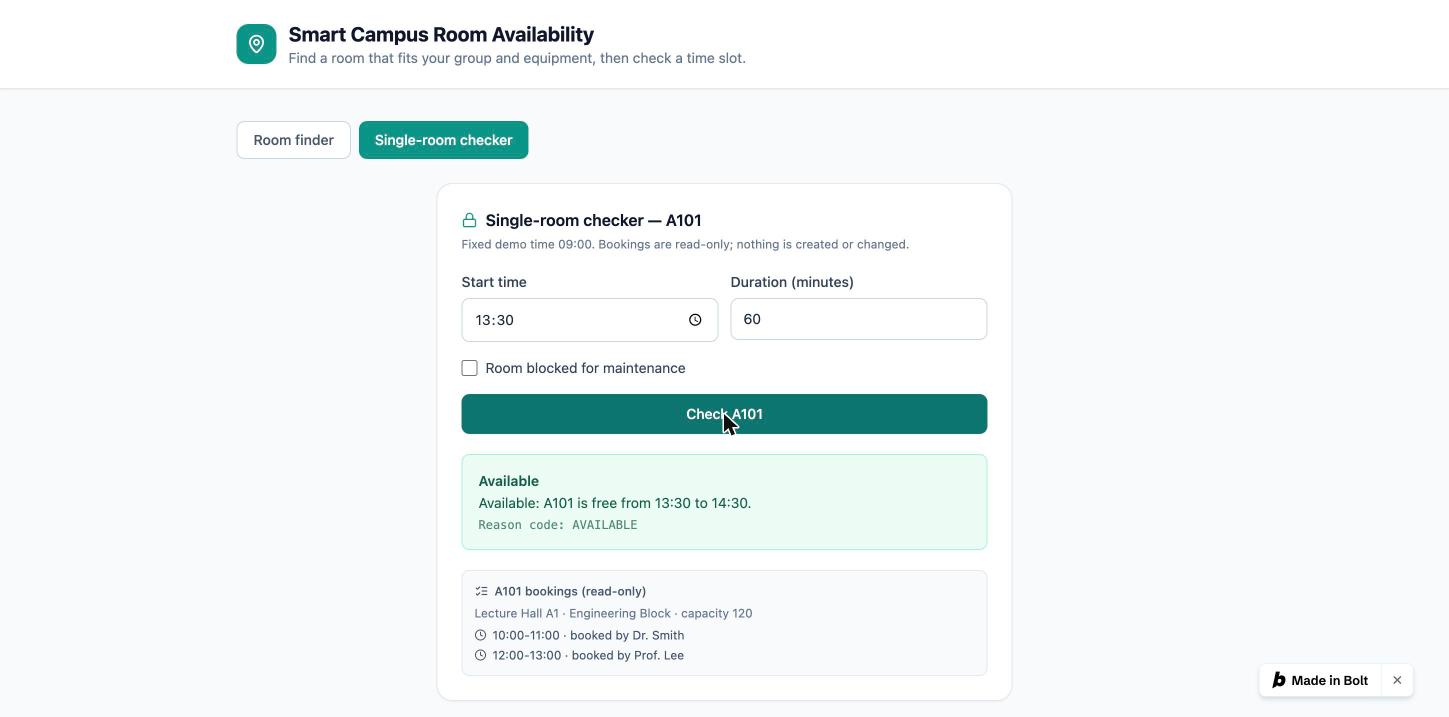 Smart Campus Room Availability
Find a room that fits your group and equipment, then check a time slot.
Room finder
Single-room checker
Single-room checker — A101
Fixed demo time 09:00. Bookings are read-only; nothing is created or changed.
Start time
Duration (minutes)
13:30
60
Room blocked for maintenance
Check A101
Available
Available: A101 is free from 13:30 to 14:30.
Reason code: AVAILABLE
A101 bookings (read-only)
Lecture Hall A1 · Engineering Block · capacity 120
10:00-11:00 · booked by Dr. Smith
12:00-13:00 · booked by Prof. Lee
b Made in Bolt